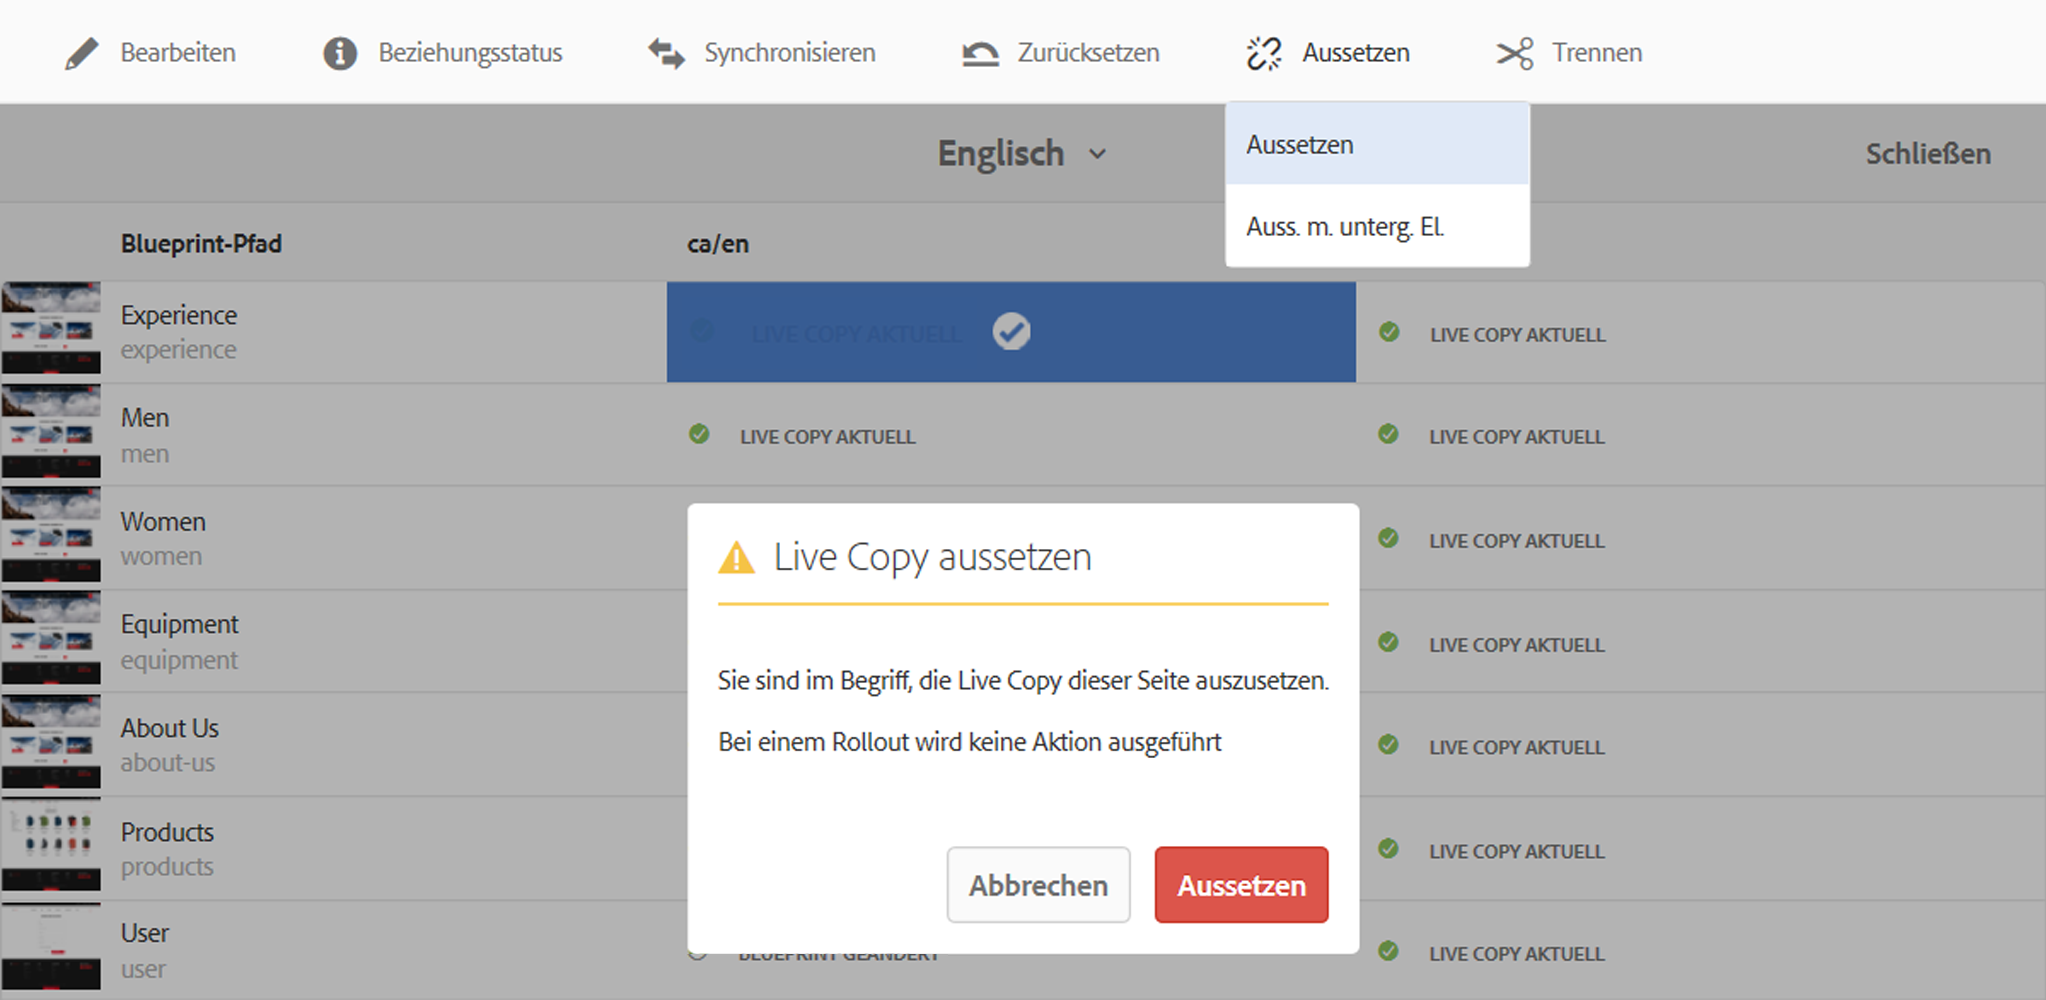 Bearbeiten Beziehungsstatus Synchronisieren Zurücksetzen Aussetzen Trennen
Aussetzen
Auss. m. unterg. El.
Englisch Schließen
Blueprint-Pfad ca/en
Experience
experience
LIVE COPY AKTUELL LIVE COPY AKTUELL
Men
men
LIVE COPY AKTUELL LIVE COPY AKTUELL
Women
women
LIVE COPY AKTUELL
Equipment
equipment
LIVE COPY AKTUELL
About Us
about-us
LIVE COPY AKTUELL
Products
products
LIVE COPY AKTUELL
User
user
BLUEPRINT GEÄNDERT LIVE COPY AKTUELL
Live Copy aussetzen
Sie sind im Begriff, die Live Copy dieser Seite auszusetzen.
Bei einem Rollout wird keine Aktion ausgeführt
Abbrechen Aussetzen